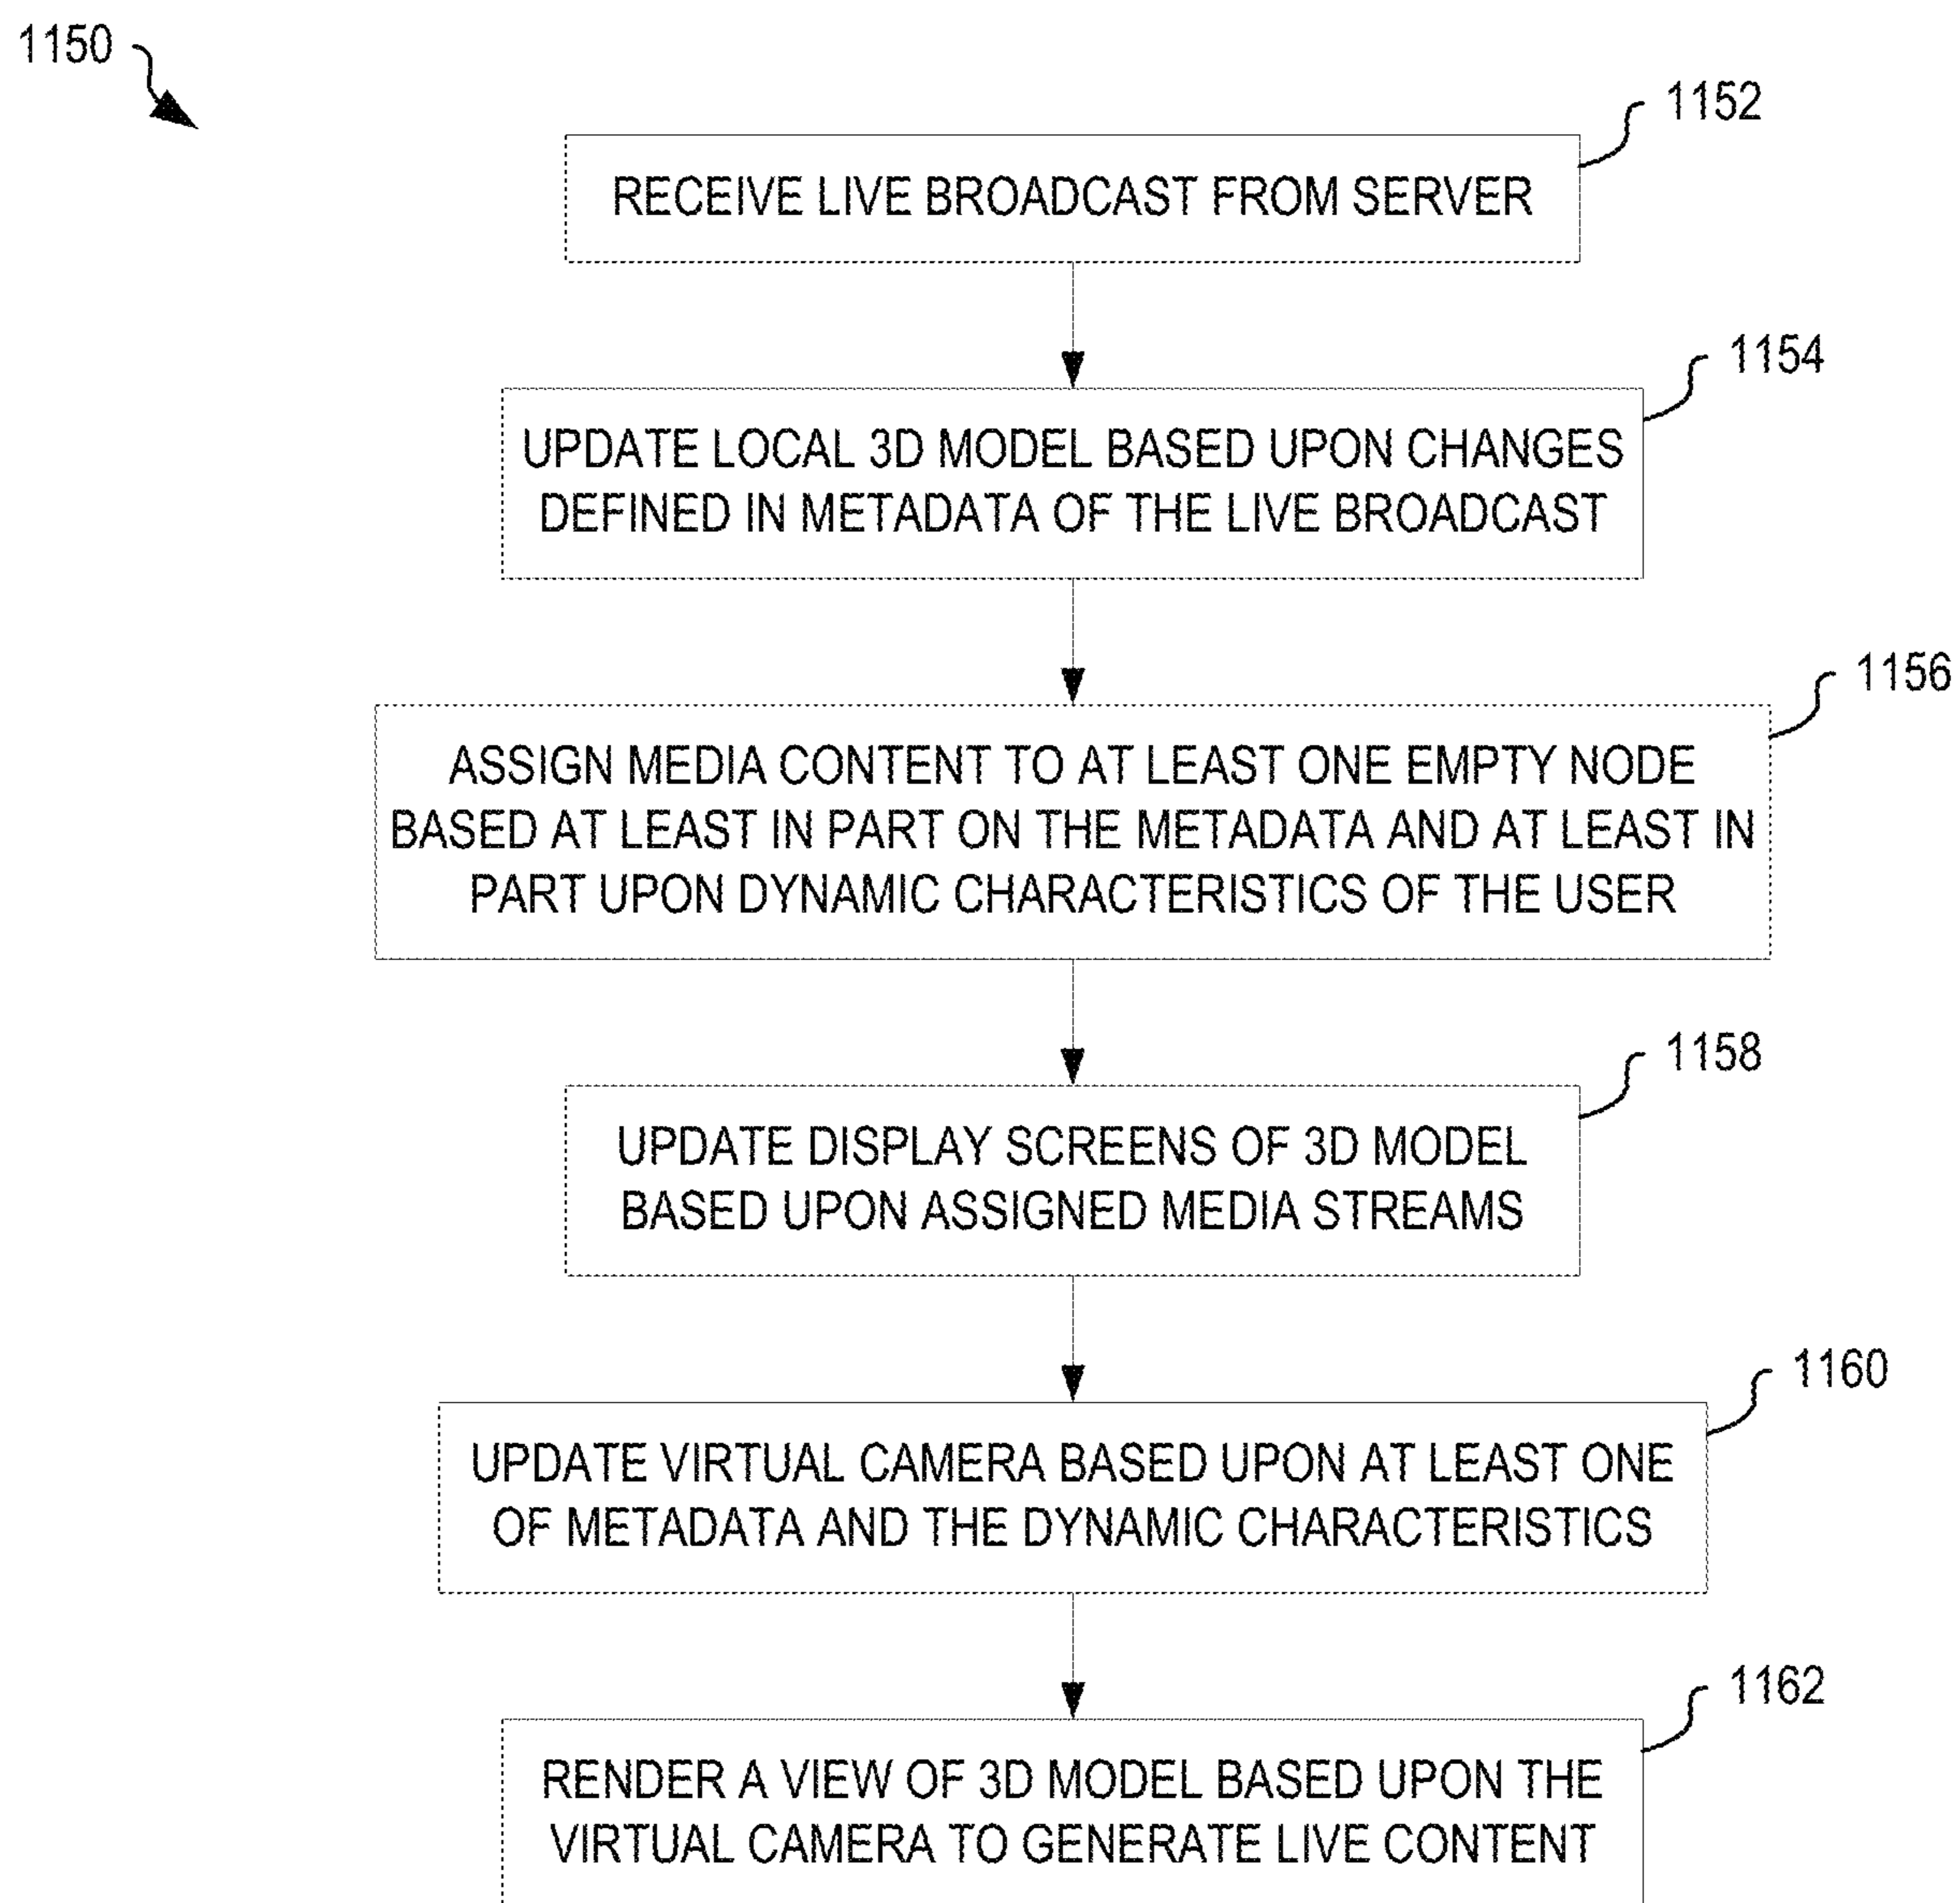 1150
1152
RECEIVE LIVE BROADCAST FROM SERVER
1154
UPDATE LOCAL 3D MODEL BASED UPON CHANGES
DEFINED IN METADATA OF THE LIVE BROADCAST
1156
ASSIGN MEDIA CONTENT TO AT LEAST ONE EMPTY NODE
BASED AT LEAST IN PART ON THE METADATA AND AT LEAST IN
PART UPON DYNAMIC CHARACTERISTICS OF THE USER
1158
UPDATE DISPLAY SCREENS OF 3D MODEL
BASED UPON ASSIGNED MEDIA STREAMS
1160
UPDATE VIRTUAL CAMERA BASED UPON AT LEAST ONE
OF METADATA AND THE DYNAMIC CHARACTERISTICS
1162
RENDER A VIEW OF 3D MODEL BASED UPON THE
VIRTUAL CAMERA TO GENERATE LIVE CONTENT